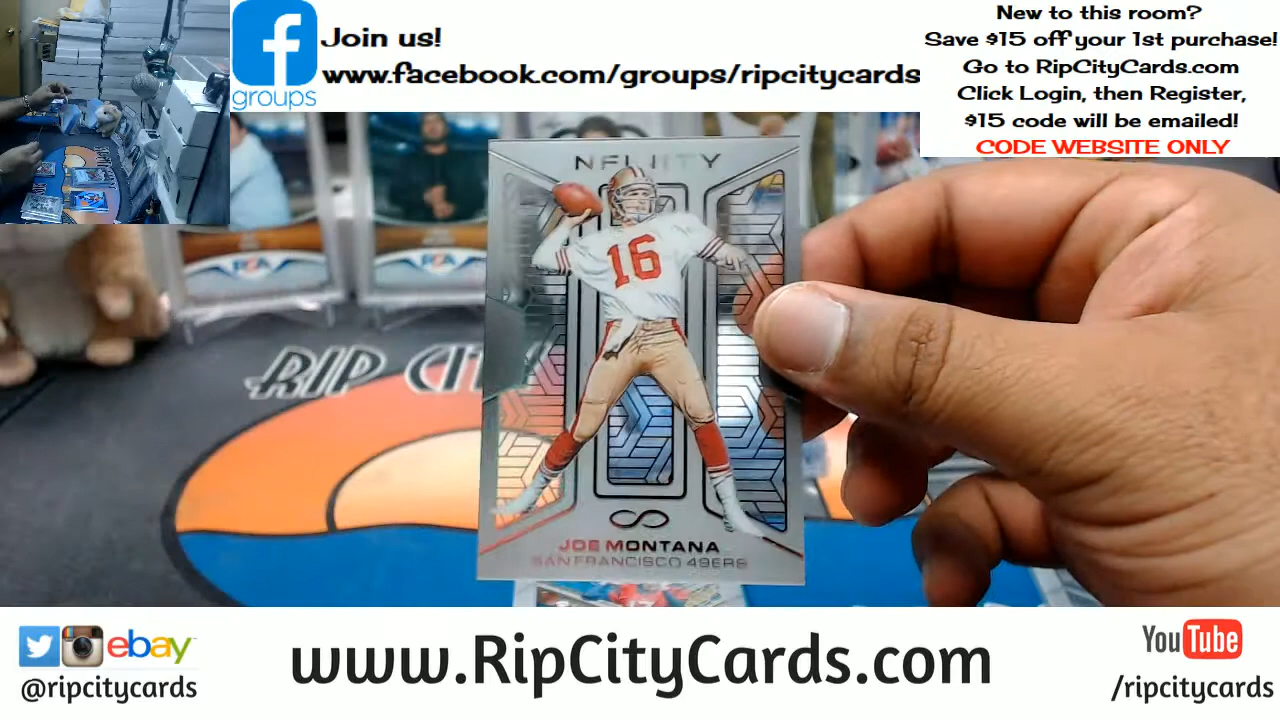 f
groups
Join us!
www.facebook.com/groups/ripcitycards
New to this room?
Save $15 off your 1st purchase!
Go to RipCityCards.com
Click Login, then Register,
$15 code will be emailed!
CODE WEBSITE ONLY
NFINITY
16
JOE MONTANA
SAN FRANCISCO 49ERS
RIP CIT
ebay
@ripcitycards
www.RipCityCards.com
YouTube
/ripcitycards